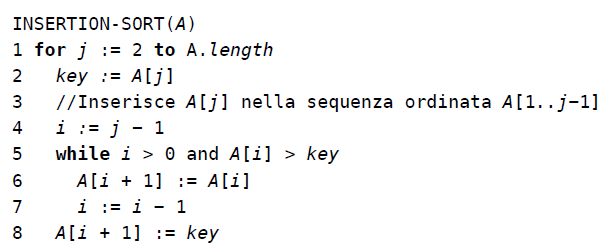 INSERTION-SORT(A)
1 for j := 2 to A.length
2   key := A[j]
3   //Inserisce A[j] nella sequenza ordinata A[1..j−1]
4   i := j − 1
5   while i > 0 and A[i] > key
6     A[i + 1] := A[i]
7     i := i − 1
8   A[i + 1] := key